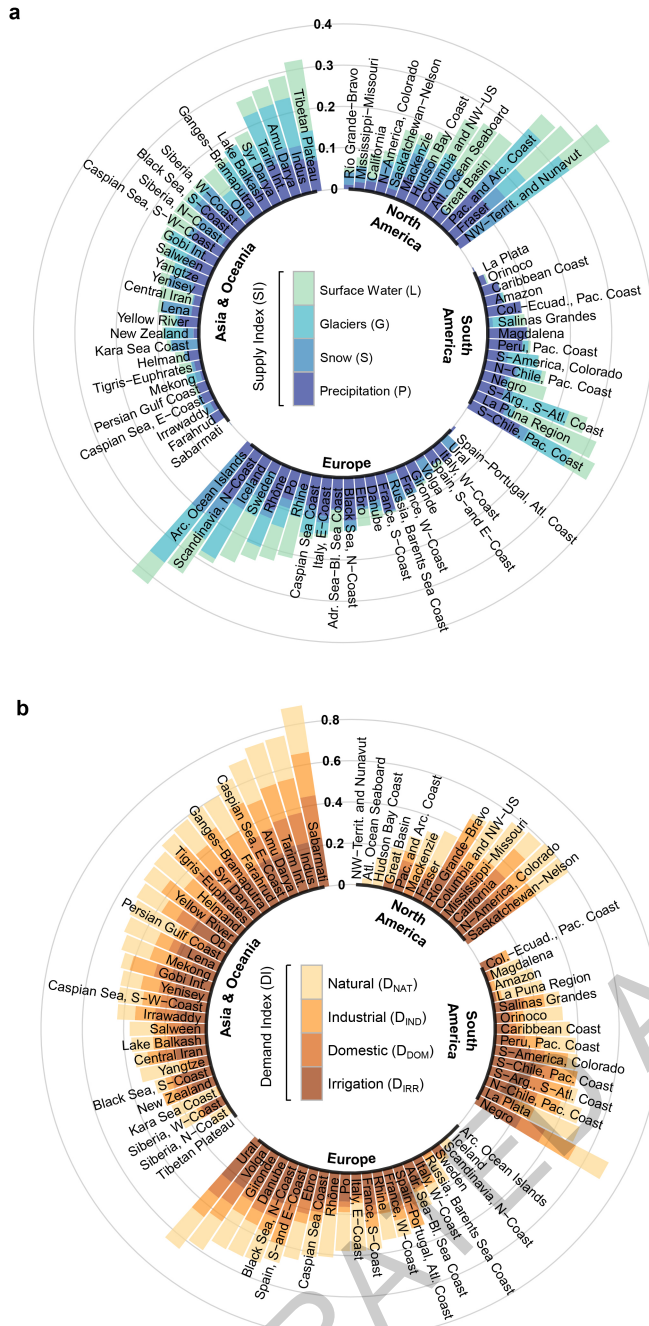 a
0.4
0.3
0.2
0.1
0
Rio Grande−Bravo
Mississippi−Missouri
California
N−America, Colorado
Saskatchewan−Nelson
Mackenzie
Hudson Bay Coast
Columbia and NW−US
Atl. Ocean Seaboard
Great Basin
Pac. and Arc. Coast
Fraser
NW−Territ. and Nunavut
North
America
La Plata
Orinoco
Caribbean Coast
Amazon
Col.−Ecuad., Pac. Coast
Salinas Grandes
Magdalena
Peru, Pac. Coast
S−America, Colorado
N−Chile, Pac. Coast
Negro
S−Arg., S−Atl. Coast
La Puna Region
S−Chile, Pac. Coast
South
America
Spain−Portugal, Atl. Coast
Ural
Italy, W−Coast
Spain, S−and E−Coast
Volga
Gironde
France, W−Coast
Russia, Barents Sea Coast
France, S−Coast
Danube
Ebro
Black Sea, N−Coast
Adr. Sea−Bl. Sea Coast
Italy, E−Coast
Caspian Sea Coast
Rhine
Po
Rhône
Sweden
Iceland
Scandinavia, N−Coast
Arc. Ocean Islands
Europe
Sabarmati
Farahrud
Irrawaddy
Caspian Sea, E−Coast
Persian Gulf Coast
Mekong
Tigris−Euphrates
Helmand
Kara Sea Coast
New Zealand
Yellow River
Lena
Central Iran
Yenisey
Yangtze
Salween
Gobi Int
Caspian Sea, S−W−Coast
Siberia, N−Coast
Black Sea, S−Coast
Siberia, W−Coast
Ob
Ganges−Bramaputra
Lake Balkash
Syr Darya
Tarim Int
Amu Darya
Indus
Tibetan Plateau
Asia & Oceania
Supply Index (SI)
Surface Water (L)
Glaciers (G)
Snow (S)
Precipitation (P)
b
0.8
0.6
0.4
0.2
0
NW−Territ. and Nunavut
Atl. Ocean Seaboard
Hudson Bay Coast
Great Basin
Pac. and Arc. Coast
Mackenzie
Fraser
Rio Grande−Bravo
Columbia and NW−US
Mississippi−Missouri
California
N−America, Colorado
Saskatchewan−Nelson
North
America
Col.−Ecuad., Pac. Coast
Magdalena
Amazon
La Puna Region
Salinas Grandes
Orinoco
Caribbean Coast
Peru, Pac. Coast
S−America, Colorado
S−Chile, Pac. Coast
S−Arg., S−Atl. Coast
N−Chile, Pac. Coast
La Plata
Negro
South
America
Arc. Ocean Islands
Iceland
Scandinavia, N−Coast
Sweden
Russia, Barents Sea Coast
Italy, W−Coast
Adr. Sea−Bl. Sea Coast
Spain−Portugal, Atl. Coast
France, W−Coast
Rhine
France, S−Coast
Italy, E−Coast
Po
Rhône
Caspian Sea Coast
Ebro
Spain, S−and E−Coast
Black Sea, N−Coast
Danube
Gironde
Volga
Ural
Europe
Tibetan Plateau
Siberia, N−Coast
Siberia, W−Coast
Kara Sea Coast
New Zealand
Black Sea, S−Coast
Yangtze
Central Iran
Lake Balkash
Salween
Irrawaddy
Caspian Sea, S−W−Coast
Yenisey
Gobi Int
Mekong
Persian Gulf Coast
Lena
Ob
Yellow River
Helmand
Tigris−Euphrates
Syr Darya
Ganges−Bramaputra
Farahrud
Caspian Sea, E−Coast
Amu Darya
Tarim Int
Indus
Sabarmati
Asia & Oceania
Demand Index (DI)
Natural (DNAT)
Industrial (DIND)
Domestic (DDOM)
Irrigation (DIRR)